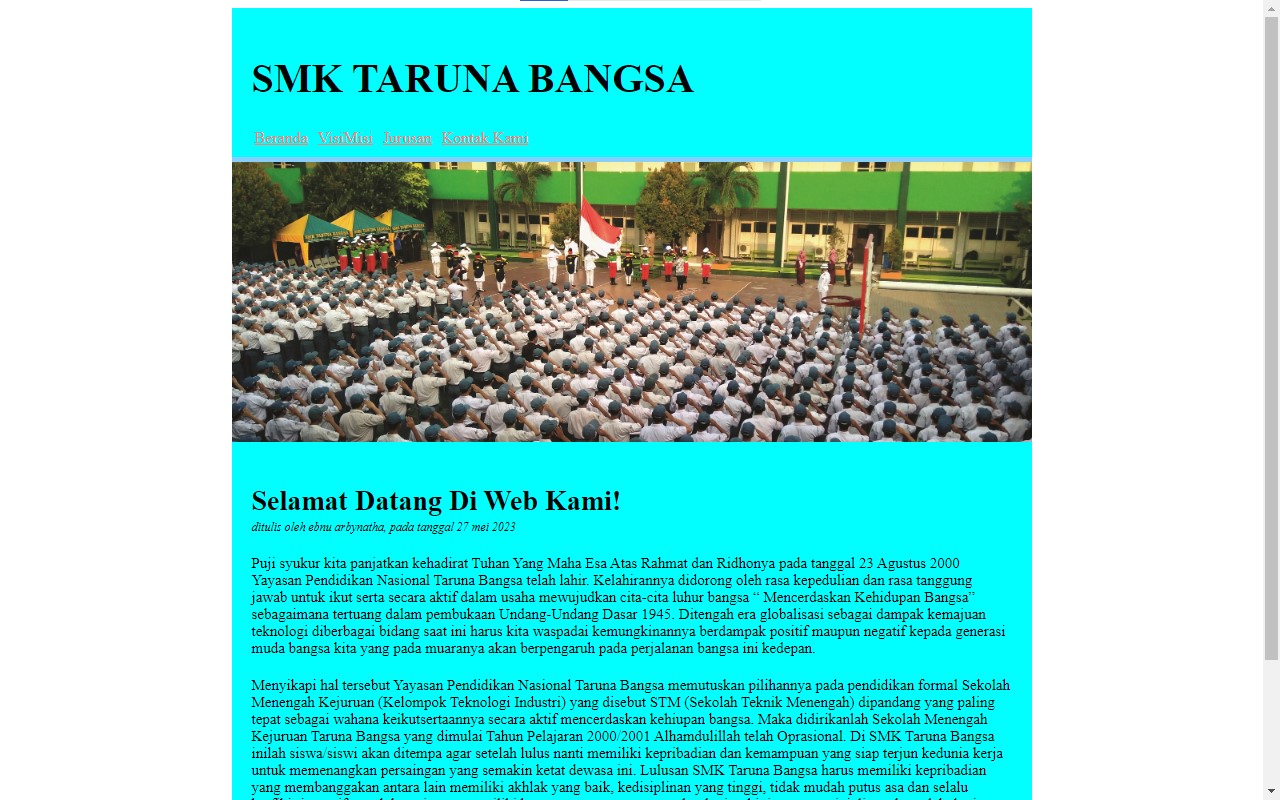 SMK TARUNA BANGSA
Beranda VisiMisi Jurusan Kontak Kami
SMK TARUNA BANGSA
Selamat Datang Di Web Kami!
ditulis oleh ebnu arbynatha, pada tanggal 27 mei 2023
Puji syukur kita panjatkan kehadirat Tuhan Yang Maha Esa Atas Rahmat dan Ridhonya pada tanggal 23 Agustus 2000
Yayasan Pendidikan Nasional Taruna Bangsa telah lahir. Kelahirannya didorong oleh rasa kepedulian dan rasa tanggung
jawab untuk ikut serta secara aktif dalam usaha mewujudkan cita-cita luhur bangsa “ Mencerdaskan Kehidupan Bangsa”
sebagaimana tertuang dalam pembukaan Undang-Undang Dasar 1945. Ditengah era globalisasi sebagai dampak kemajuan
teknologi diberbagai bidang saat ini harus kita waspadai kemungkinannya berdampak positif maupun negatif kepada generasi
muda bangsa kita yang pada muaranya akan berpengaruh pada perjalanan bangsa ini kedepan.
Menyikapi hal tersebut Yayasan Pendidikan Nasional Taruna Bangsa memutuskan pilihannya pada pendidikan formal Sekolah
Menengah Kejuruan (Kelompok Teknologi Industri) yang disebut STM (Sekolah Teknik Menengah) dipandang yang paling
tepat sebagai wahana keikutsertaannya secara aktif mencerdaskan kehiupan bangsa. Maka didirikanlah Sekolah Menengah
Kejuruan Taruna Bangsa yang dimulai Tahun Pelajaran 2000/2001 Alhamdulillah telah Oprasional. Di SMK Taruna Bangsa
inilah siswa/siswi akan ditempa agar setelah lulus nanti memiliki kepribadian dan kemampuan yang siap terjun kedunia kerja
untuk memenangkan persaingan yang semakin ketat dewasa ini. Lulusan SMK Taruna Bangsa harus memiliki kepribadian
yang membanggakan antara lain memiliki akhlak yang baik, kedisiplinan yang tinggi, tidak mudah putus asa dan selalu